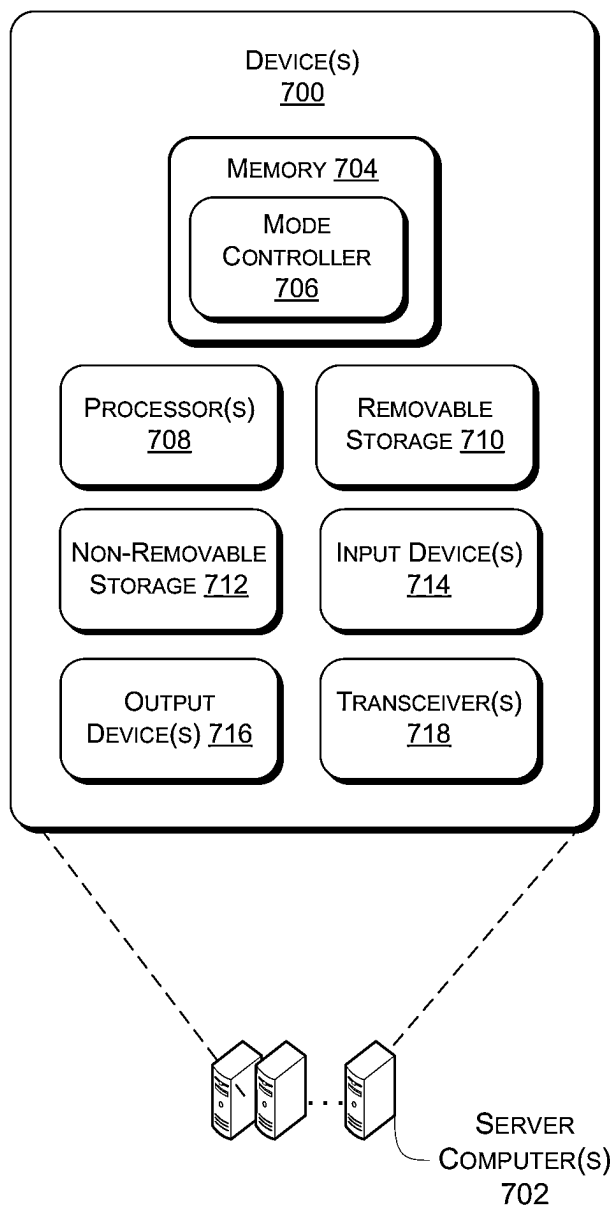 DEVICE(S)
700
MEMORY 704
MODE
CONTROLLER
706
PROCESSOR(S)
708
REMOVABLE
STORAGE 710
NON-REMOVABLE
STORAGE 712
INPUT DEVICE(S)
714
OUTPUT
DEVICE(S) 716
TRANSCEIVER(S)
718
...
SERVER
COMPUTER(S)
702